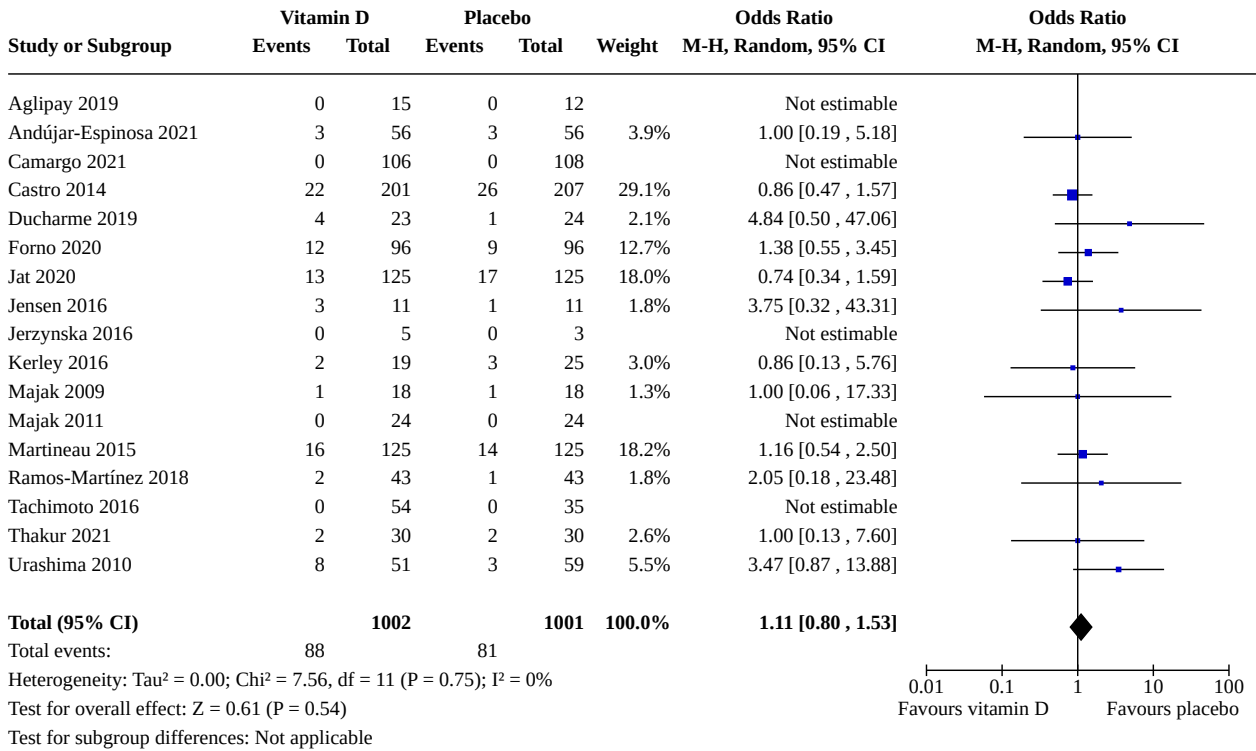 Vitamin D Placebo Odds Ratio Odds Ratio
Study or Subgroup Events Total Events Total Weight M-H, Random, 95% CI M-H, Random, 95% CI
Aglipay 2019 0 15 0 12 Not estimable
Andújar-Espinosa 2021 3 56 3 56 3.9% 1.00 [0.19 , 5.18]
Camargo 2021 0 106 0 108 Not estimable
Castro 2014 22 201 26 207 29.1% 0.86 [0.47 , 1.57]
Ducharme 2019 4 23 1 24 2.1% 4.84 [0.50 , 47.06]
Forno 2020 12 96 9 96 12.7% 1.38 [0.55 , 3.45]
Jat 2020 13 125 17 125 18.0% 0.74 [0.34 , 1.59]
Jensen 2016 3 11 1 11 1.8% 3.75 [0.32 , 43.31]
Jerzynska 2016 0 5 0 3 Not estimable
Kerley 2016 2 19 3 25 3.0% 0.86 [0.13 , 5.76]
Majak 2009 1 18 1 18 1.3% 1.00 [0.06 , 17.33]
Majak 2011 0 24 0 24 Not estimable
Martineau 2015 16 125 14 125 18.2% 1.16 [0.54 , 2.50]
Ramos-Martínez 2018 2 43 1 43 1.8% 2.05 [0.18 , 23.48]
Tachimoto 2016 0 54 0 35 Not estimable
Thakur 2021 2 30 2 30 2.6% 1.00 [0.13 , 7.60]
Urashima 2010 8 51 3 59 5.5% 3.47 [0.87 , 13.88]
Total (95% CI) 1002 1001 100.0% 1.11 [0.80 , 1.53]
Total events: 88 81
Heterogeneity: Tau² = 0.00; Chi² = 7.56, df = 11 (P = 0.75); I² = 0%
0.01 0.1 1 10 100
Test for overall effect: Z = 0.61 (P = 0.54) Favours vitamin D Favours placebo
Test for subgroup differences: Not applicable